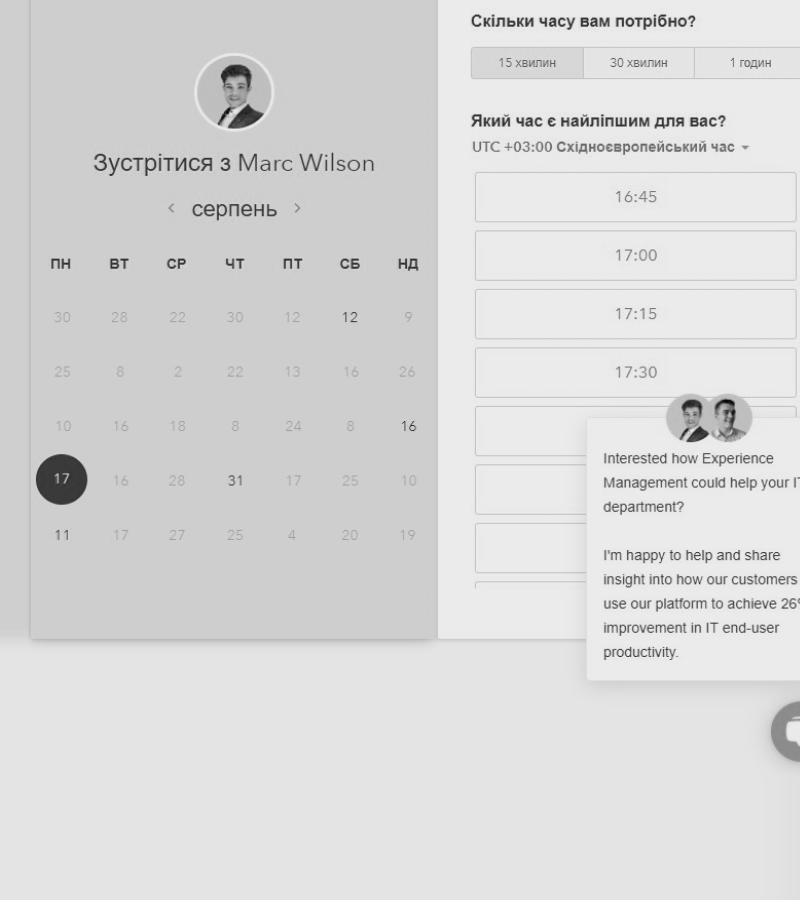 Зустрітися з Marc Wilson
серпень
ПН ВТ СР ЧТ ПТ СБ НД
30 28 22 30 12 12 9
25 8 2 22 13 16 26
10 16 18 8 24 8 16
17 16 28 31 17 25 10
11 17 27 25 4 20 19
Скільки часу вам потрібно?
15 хвилин 30 хвилин 1 годин
Який час є найліпшим для вас?
UTC +03:00 Східноєвропейський час
16:45
17:00
17:15
17:30
Interested how Experience
Management could help your IT
department?
I'm happy to help and share
insight into how our customers
use our platform to achieve 26%
improvement in IT end-user
productivity.